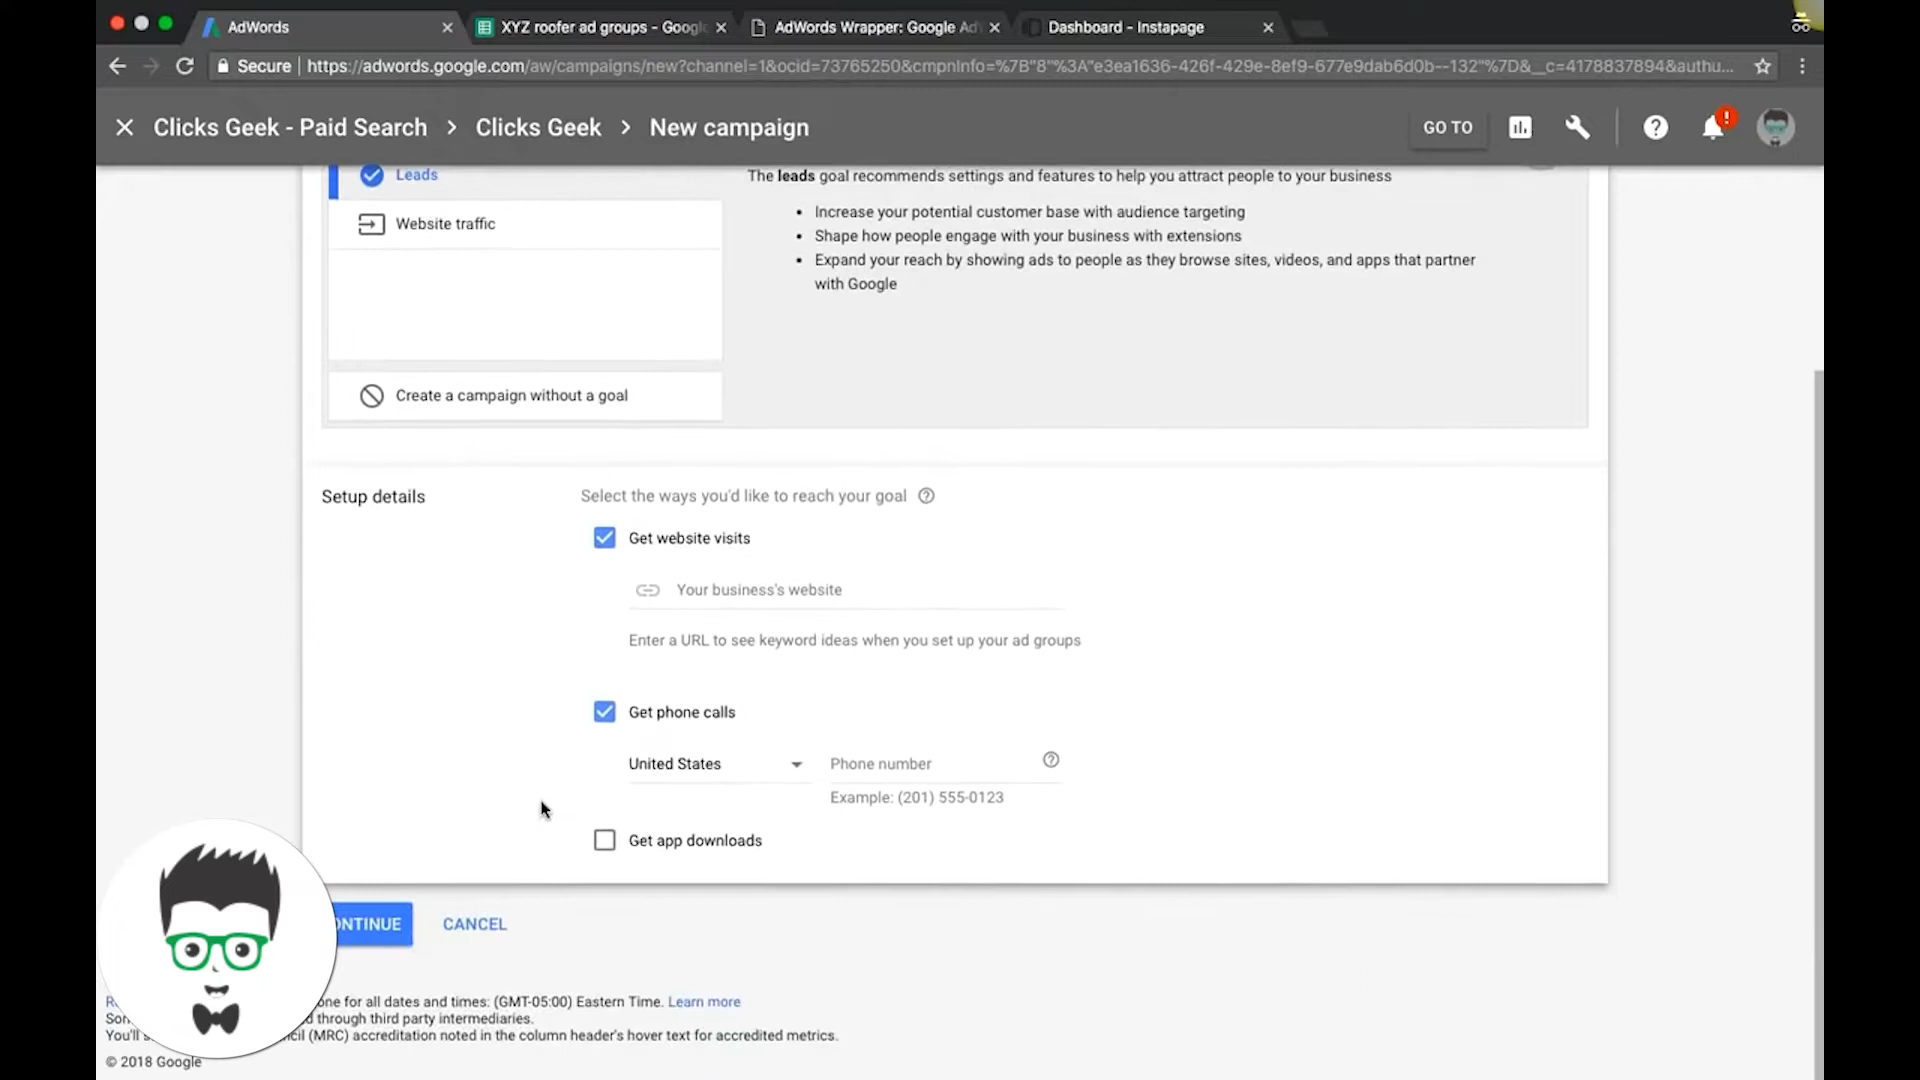 AdWords
XYZ roofer ad groups - Googl
AdWords Wrapper: Google Ad
Dashboard - Instapage
Secure | https://adwords.google.com/aw/campaigns/new?channel=1&ocid=73765250&cmpnInfo=%7B"8"%3A"e3ea1636-426f-429e-8ef9-677e9dab6d0b--132"%7D&__c=4178837894&authu...
Clicks Geek - Paid Search > Clicks Geek > New campaign
GO TO
!
Leads
The leads goal recommends settings and features to help you attract people to your business
Website traffic
• Increase your potential customer base with audience targeting
• Shape how people engage with your business with extensions
• Expand your reach by showing ads to people as they browse sites, videos, and apps that partner
with Google
Create a campaign without a goal
Setup details
Select the ways you'd like to reach your goal
Get website visits
Your business's website
Enter a URL to see keyword ideas when you set up your ad groups
Get phone calls
United States
Phone number
Example: (201) 555-0123
Get app downloads
ONTINUE
CANCEL
one for all dates and times: (GMT-05:00) Eastern Time. Learn more
d through third party intermediaries.
You'll s
cil (MRC) accreditation noted in the column header's hover text for accredited metrics.
© 2018 Google